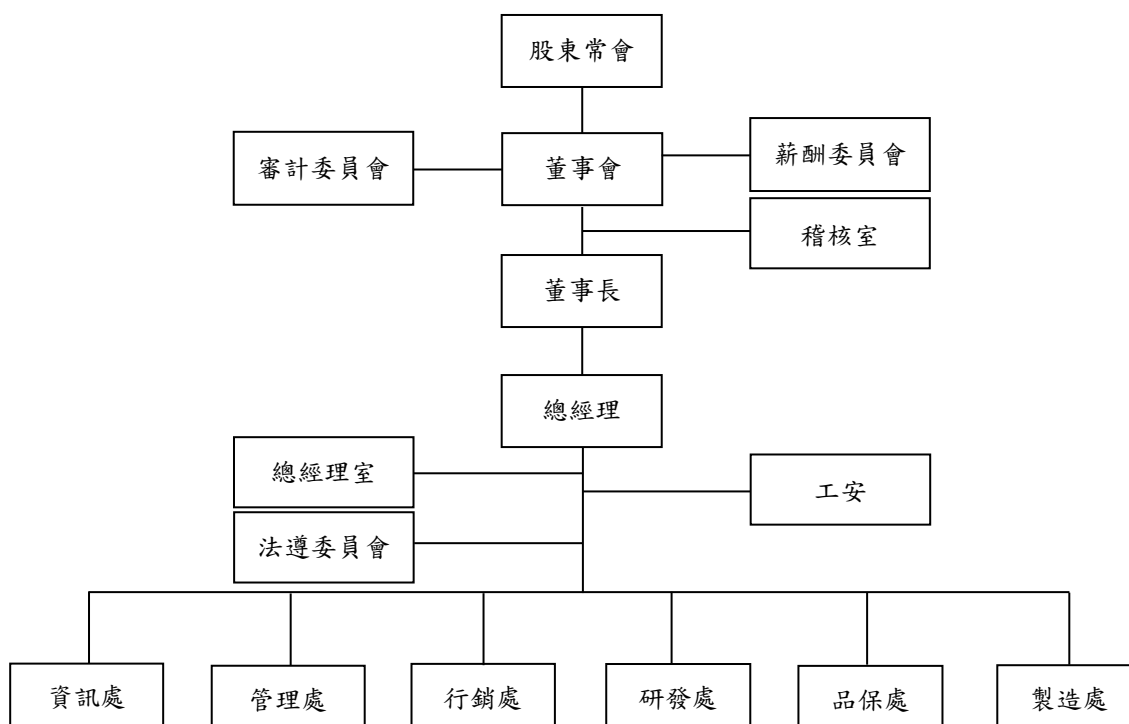 股東常會
審計委員會
董事會
薪酬委員會
稽核室
董事長
總經理
總經理室
工安
法遵委員會
資訊處
管理處
行銷處
研發處
品保處
製造處